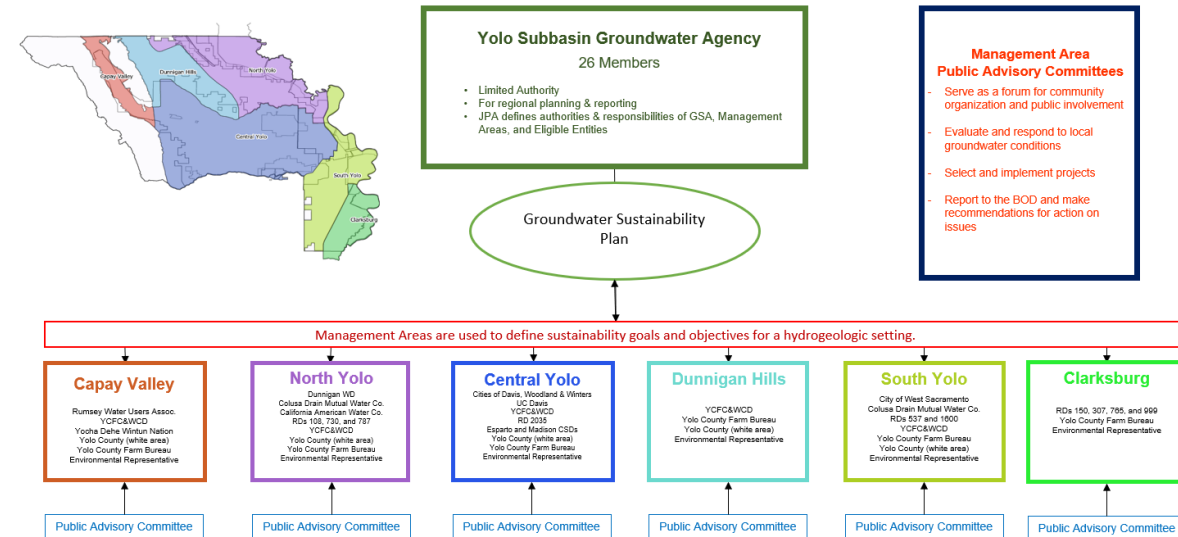 Capay Valley
Dunnigan Hills
North Yolo
Central Yolo
South Yolo
Clarksburg
Yolo Subbasin Groundwater Agency
26 Members
• Limited Authority
• For regional planning & reporting
• JPA defines authorities & responsibilities of GSA, Management
Areas, and Eligible Entities
Management Area
Public Advisory Committees
- Serve as a forum for community
organization and public involvement
- Evaluate and respond to local
groundwater conditions
- Select and implement projects
- Report to the BOD and make
recommendations for action on
issues
Groundwater Sustainability
Plan
Management Areas are used to define sustainability goals and objectives for a hydrogeologic setting.
Capay Valley
Rumsey Water Users Assoc.
YCFC&WCD
Yocha Dehe Wintun Nation
Yolo County (white area)
Yolo County Farm Bureau
Environmental Representative
North Yolo
Dunnigan WD
Colusa Drain Mutual Water Co.
California American Water Co.
RDs 108, 730, and 787
YCFC&WCD
Yolo County (white area)
Yolo County Farm Bureau
Environmental Representative
Central Yolo
Cities of Davis, Woodland & Winters
UC Davis
YCFC&WCD
RD 2035
Esparto and Madison CSDs
Yolo County (white area)
Yolo County Farm Bureau
Environmental Representative
Dunnigan Hills
YCFC&WCD
Yolo County Farm Bureau
Yolo County (white area)
Environmental Representative
South Yolo
City of West Sacramento
Colusa Drain Mutual Water Co.
RDs 537 and 1600
YCFC&WCD
Yolo County Farm Bureau
Yolo County (white area)
Environmental Representative
Clarksburg
RDs 150, 307, 765, and 999
Yolo County Farm Bureau
Environmental Representative
Public Advisory Committee
Public Advisory Committee
Public Advisory Committee
Public Advisory Committee
Public Advisory Committee
Public Advisory Committee